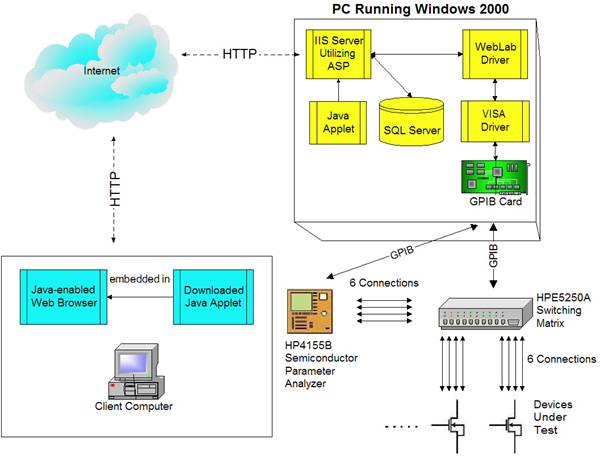 PC Running Windows 2000
Internet
HTTP
IIS Server
Utilizing
ASP
WebLab
Driver
Java
Applet
SQL Server
VISA
Driver
GPIB Card
HTTP
GPIB
GPIB
Java-enabled
Web Browser
embedded in
Downloaded
Java Applet
Client Computer
6 Connections
HP4155B
Semiconductor
Parameter
Analyzer
HPE5250A
Switching
Matrix
6 Connections
Devices
Under
Test